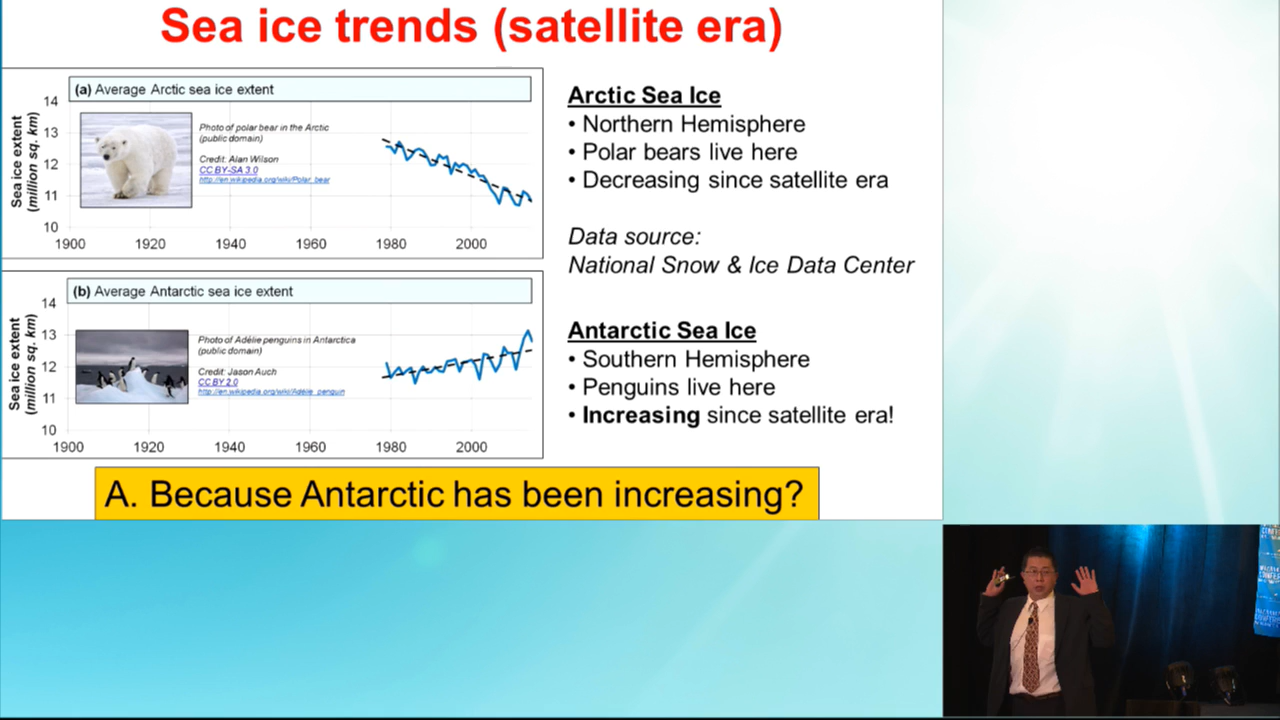 Sea ice trends (satellite era)
(a) Average Arctic sea ice extent
Sea ice extent
(million sq. km)
14
13
12
11
10
1900
1920
1940
1960
1980
2000
Photo of polar bear in the Arctic
(public domain)
Credit: Alan Wilson
CC BY-SA 3.0
http://en.wikipedia.org/wiki/Polar_bear
Arctic Sea Ice
• Northern Hemisphere
• Polar bears live here
• Decreasing since satellite era
Data source:
National Snow & Ice Data Center
(b) Average Antarctic sea ice extent
Sea ice extent
(million sq. km)
14
13
12
11
10
1900
1920
1940
1960
1980
2000
Photo of Adélie penguins in Antarctica
(public domain)
Credit: Jason Auch
CC BY 2.0
http://en.wikipedia.org/wiki/Adélie_penguin
Antarctic Sea Ice
• Southern Hemisphere
• Penguins live here
• Increasing since satellite era!
A. Because Antarctic has been increasing?